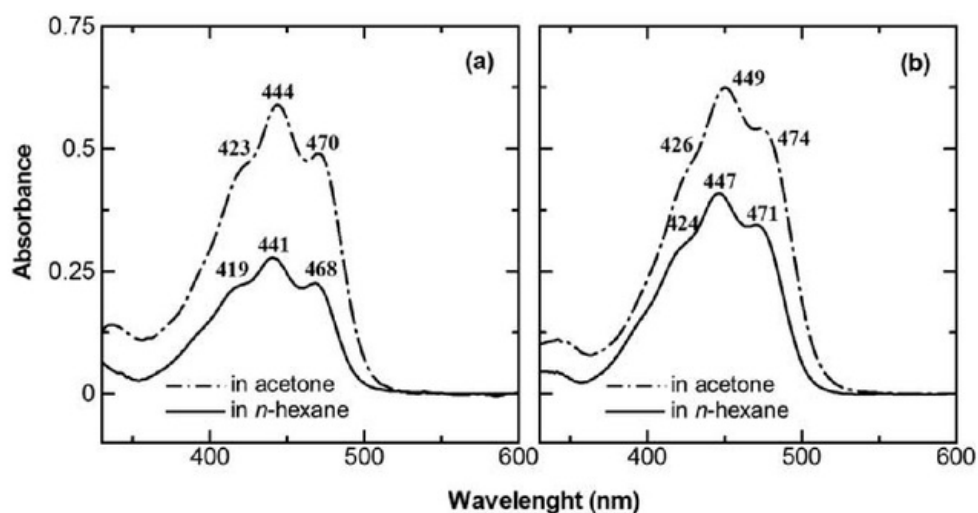 0.75
0.5
0.25
0
Absorbance
(a)
444
423
470
441
419
468
in acetone
in n-hexane
400
500
600
(b)
449
426
474
447
424
471
in acetone
in n-hexane
400
500
600
Wavelenght (nm)